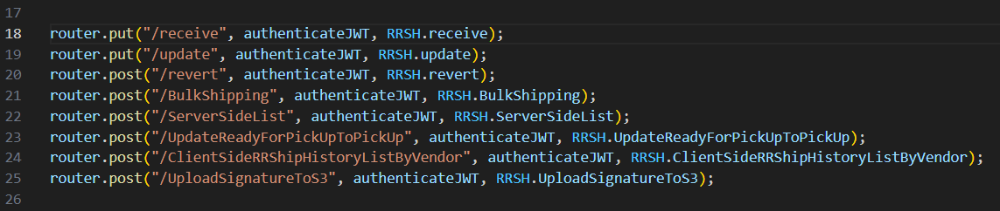 17
18 router.put("/receive", authenticateJWT, RRSH.receive);
19 router.put("/update", authenticateJWT, RRSH.update);
20 router.post("/revert", authenticateJWT, RRSH.revert);
21 router.post("/BulkShipping", authenticateJWT, RRSH.BulkShipping);
22 router.post("/ServerSideList", authenticateJWT, RRSH.ServerSideList);
23 router.post("/UpdateReadyForPickUpToPickUp", authenticateJWT, RRSH.UpdateReadyForPickUpToPickUp);
24 router.post("/ClientSideRRShipHistoryListByVendor", authenticateJWT, RRSH.ClientSideRRShipHistoryListByVendor);
25 router.post("/UploadSignatureToS3", authenticateJWT, RRSH.UploadSignatureToS3);
26